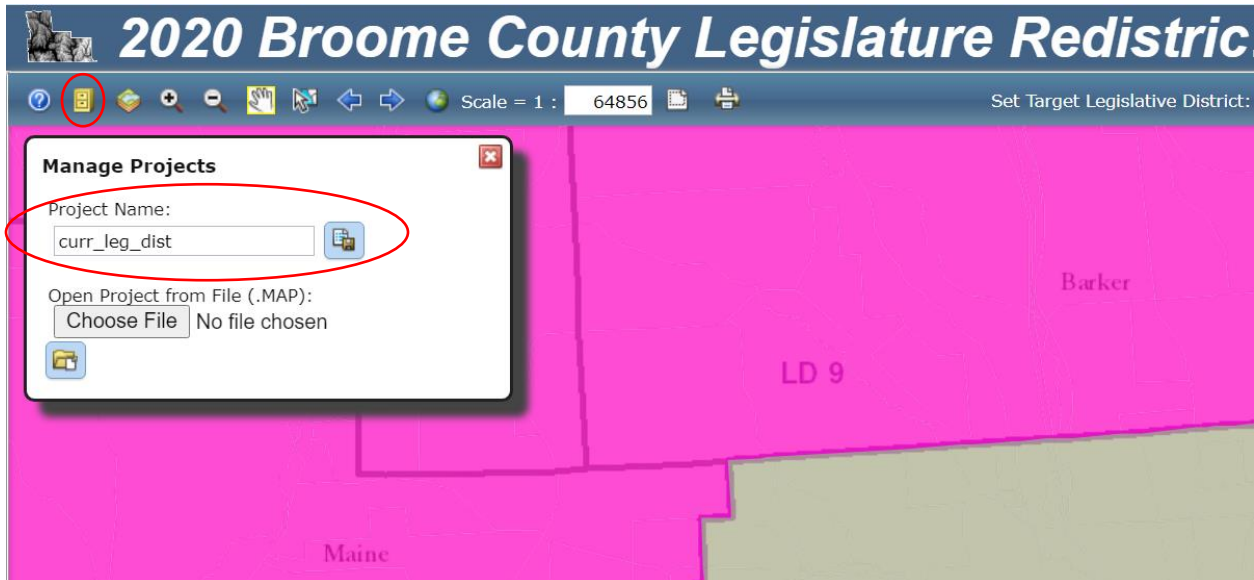 2020 Broome County Legislature Redistric
Scale = 1 : 64856 Set Target Legislative District:
Manage Projects
Project Name:
curr_leg_dist
Open Project from File (.MAP):
Choose File No file chosen
Barker
LD 9
Maine